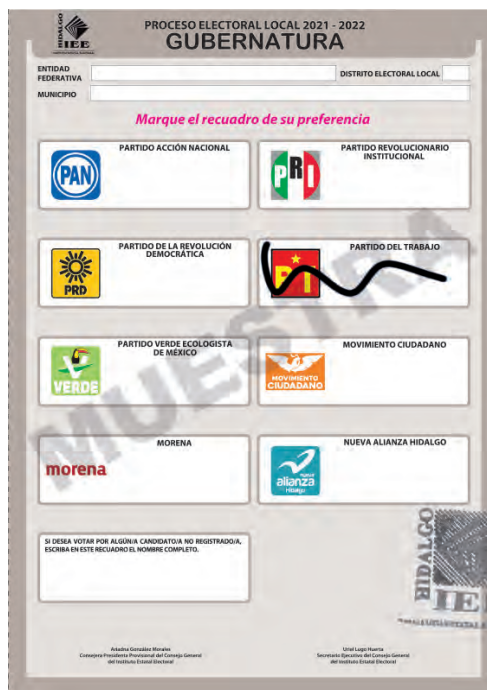 HIDALGO
IEE
PROCESO ELECTORAL LOCAL 2021 - 2022
GUBERNATURA
ENTIDAD
FEDERATIVA
DISTRITO ELECTORAL LOCAL
MUNICIPIO
Marque el recuadro de su preferencia
PARTIDO ACCIÓN NACIONAL
PAN
PARTIDO REVOLUCIONARIO
INSTITUCIONAL
PRI
PARTIDO DE LA REVOLUCIÓN
DEMOCRÁTICA
PRD
PARTIDO DEL TRABAJO
PT
PARTIDO VERDE ECOLOGISTA
DE MÉXICO
VERDE
MOVIMIENTO CIUDADANO
MOVIMIENTO
CIUDADANO
MORENA
morena
NUEVA ALIANZA HIDALGO
nueva
alianza
Hidalgo
SI DESEA VOTAR POR ALGÚN/A CANDIDATO/A NO REGISTRADO/A,
ESCRIBA EN ESTE RECUADRO EL NOMBRE COMPLETO.
MUESTRA
HIDALGO
IEE
Ariadna González Morales
Consejera Presidenta Provisional del Consejo General
del Instituto Estatal Electoral
Uriel Lugo Huerta
Secretario Ejecutivo del Consejo General
del Instituto Estatal Electoral